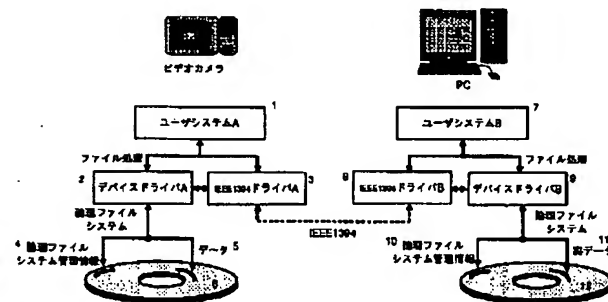 ビデオカメラ
PC
1
ユーザシステムA
7
ユーザシステムB
ファイル処理
ファイル処理
2
デバイスドライバA
3
IEEE1394ドライバA
8
IEEE1394ドライバB
9
デバイスドライバB
論理ファイル
システム
IEEE1394
論理ファイル
システム
4 論理ファイル
システム管理情報
データ 5
10 論理ファイル
システム管理情報
11
データ
6
12